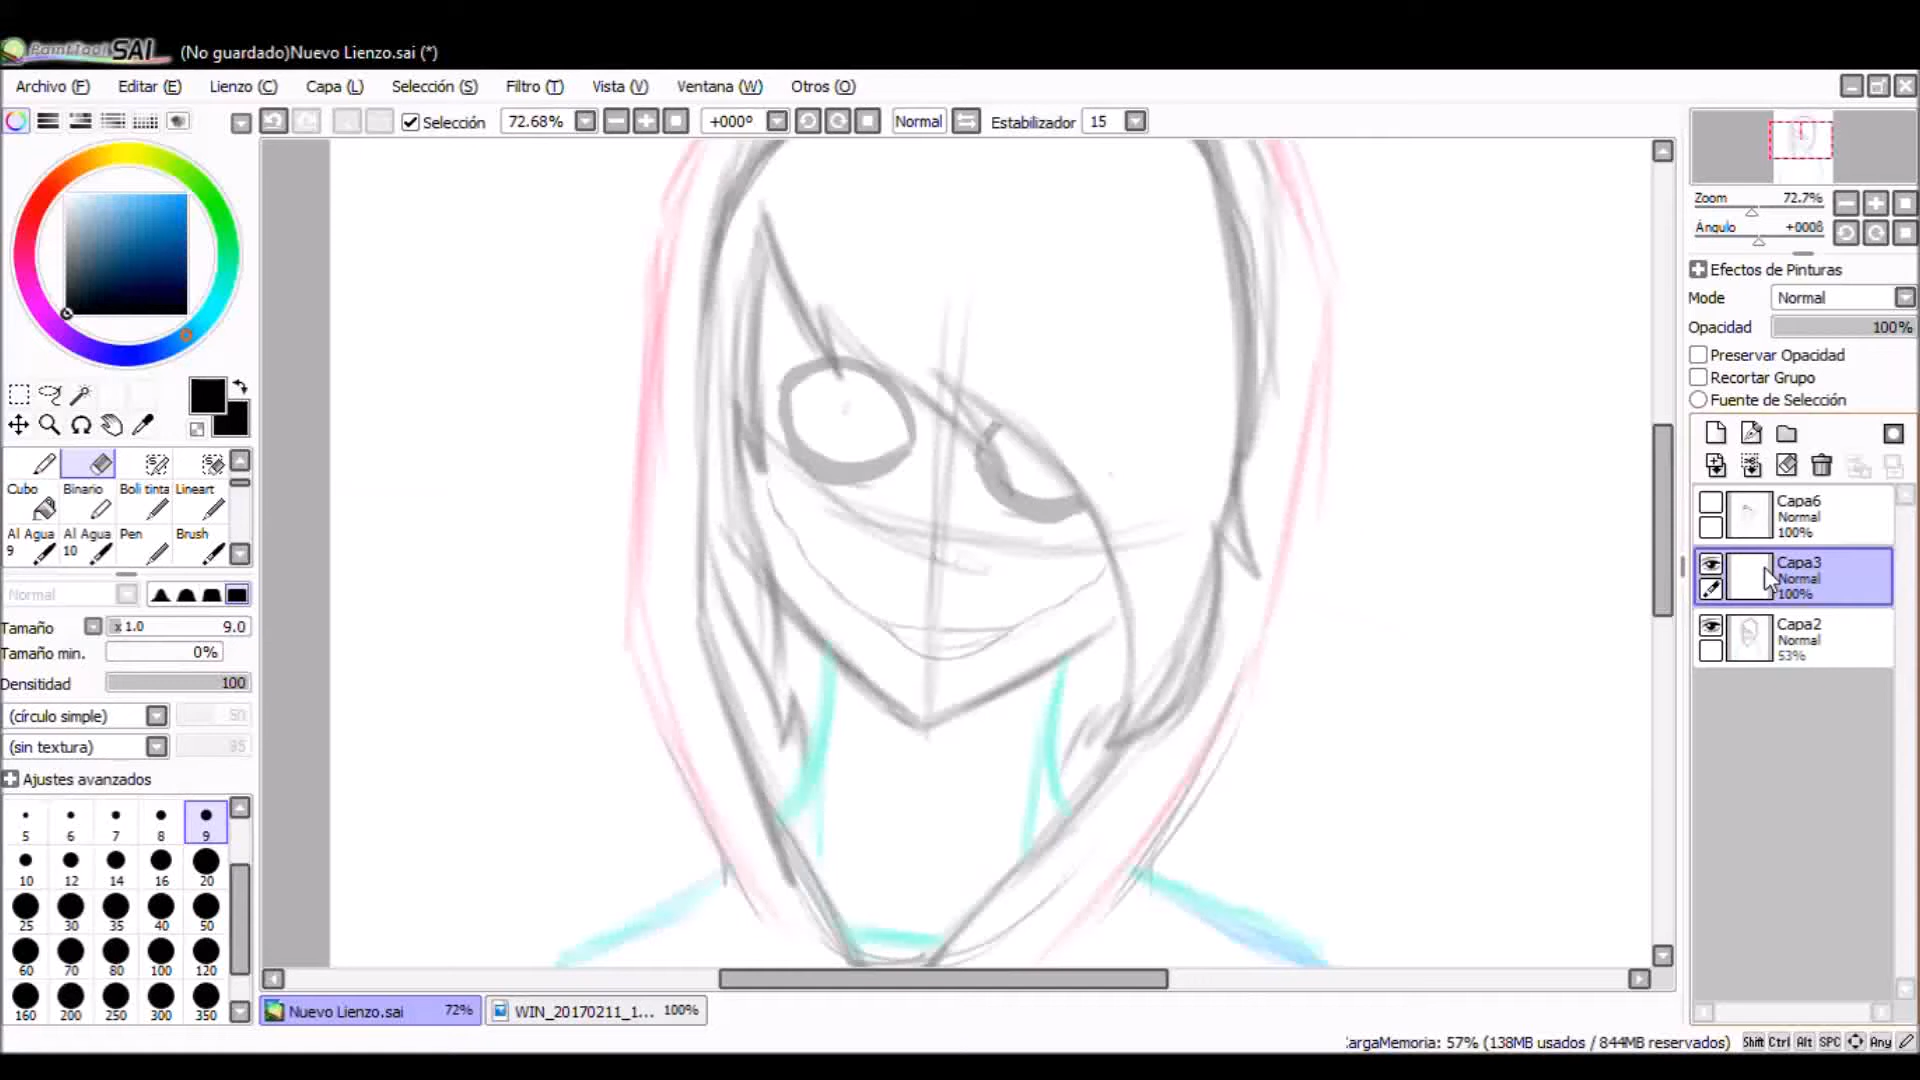 PaintTool SAI (No guardado)Nuevo Lienzo.sai (*)
Archivo (F) Editar (E) Lienzo (C) Capa (L) Selección (S) Filtro (T) Vista (V) Ventana (W) Otros (O)
Selección 72.68% +000º Normal Estabilizador 15
Zoom 72.7%
Ángulo +000
Efectos de Pinturas
Mode Normal
Opacidad 100%
Preservar Opacidad
Recortar Grupo
Fuente de Selección
Capa6
Normal
100%
Capa3
Normal
100%
Capa2
Normal
53%
Cubo Binario Boli tinta Lineart
Al Agua 9 Al Agua 10 Pen Brush
Normal
Tamaño x 1.0 9.0
Tamaño min. 0%
Densitidad 100
(círculo simple) 50
(sin textura) 95
Ajustes avanzados
5 6 7 8 9
10 12 14 16 20
25 30 35 40 50
60 70 80 100 120
160 200 250 300 350
Nuevo Lienzo.sai 72% WIN_20170211_1... 100%
argaMemoria: 57% (138MB usados / 844MB reservados) Shift Ctrl Alt SPC Any